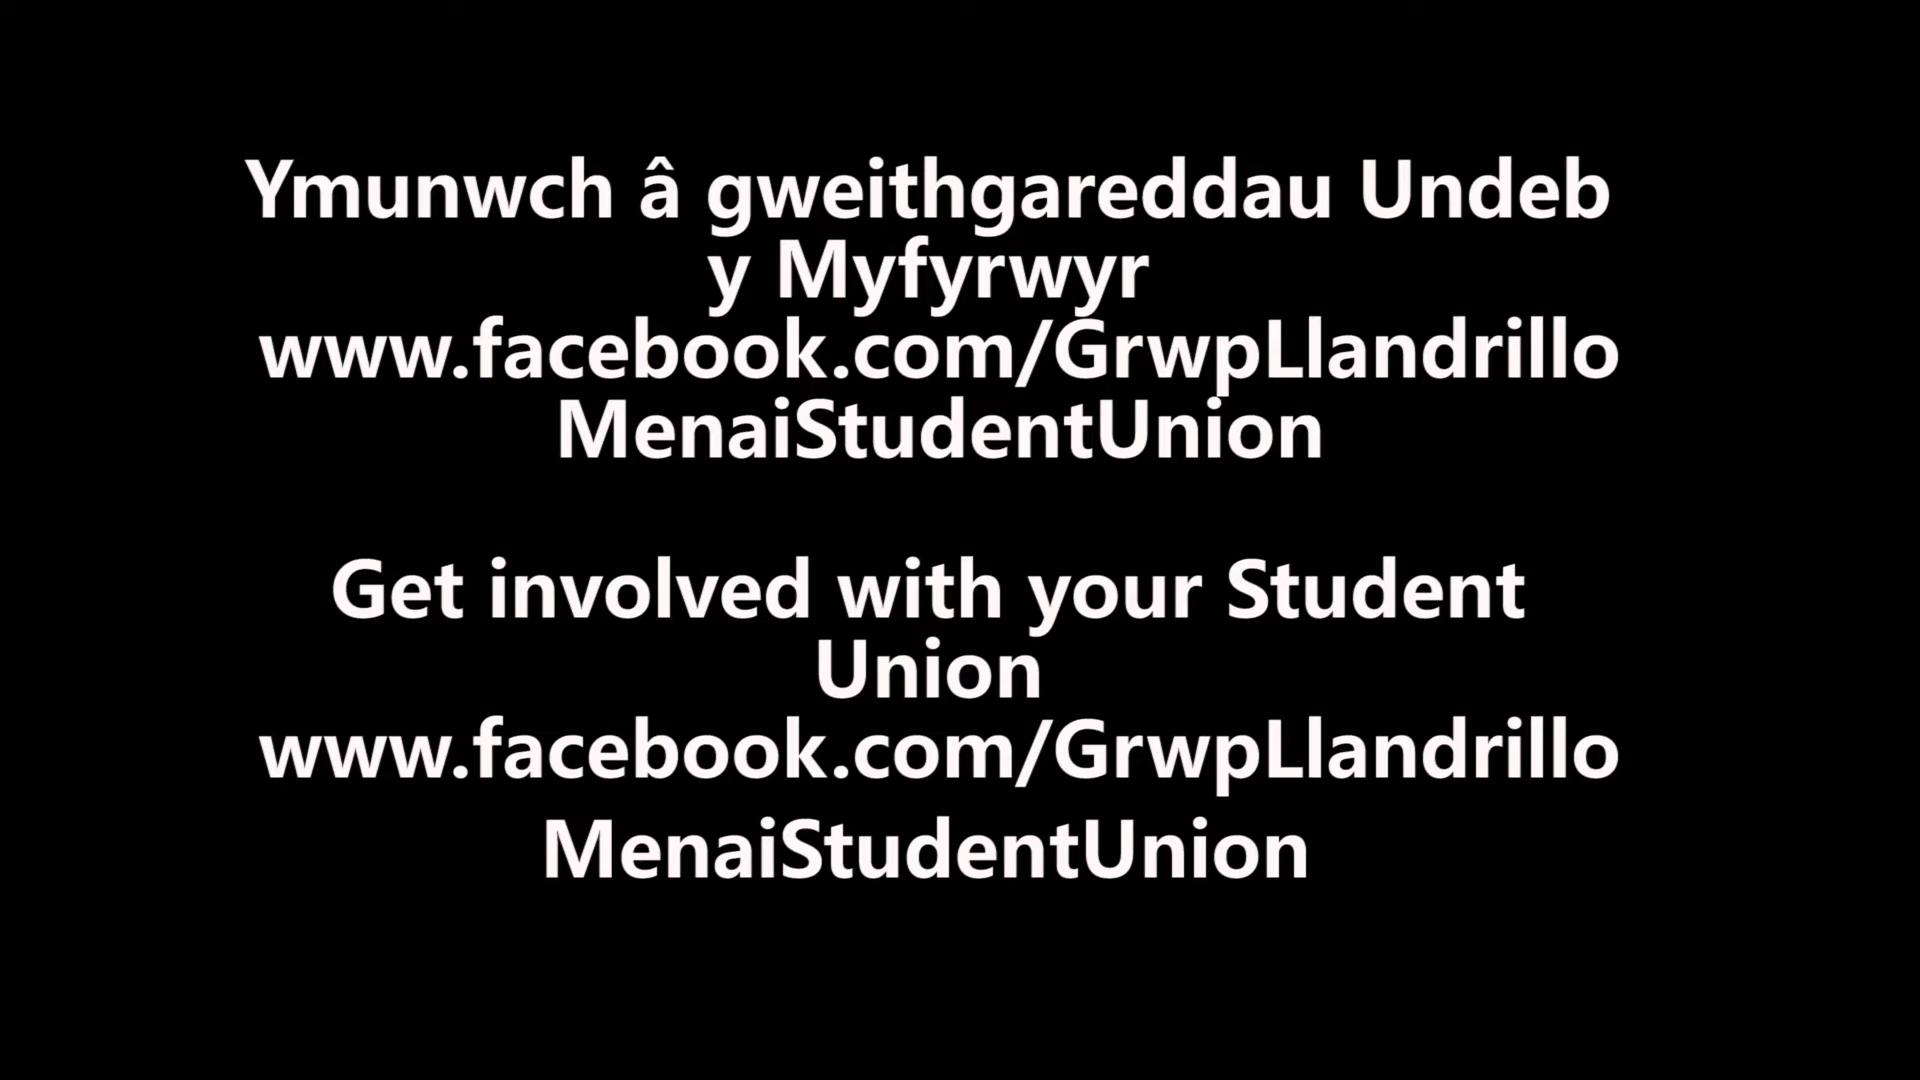 Ymunwch â gweithgareddau Undeb
y Myfyrwyr
www.facebook.com/GrwpLlandrillo
MenaiStudentUnion
Get involved with your Student
Union
www.facebook.com/GrwpLlandrillo
MenaiStudentUnion